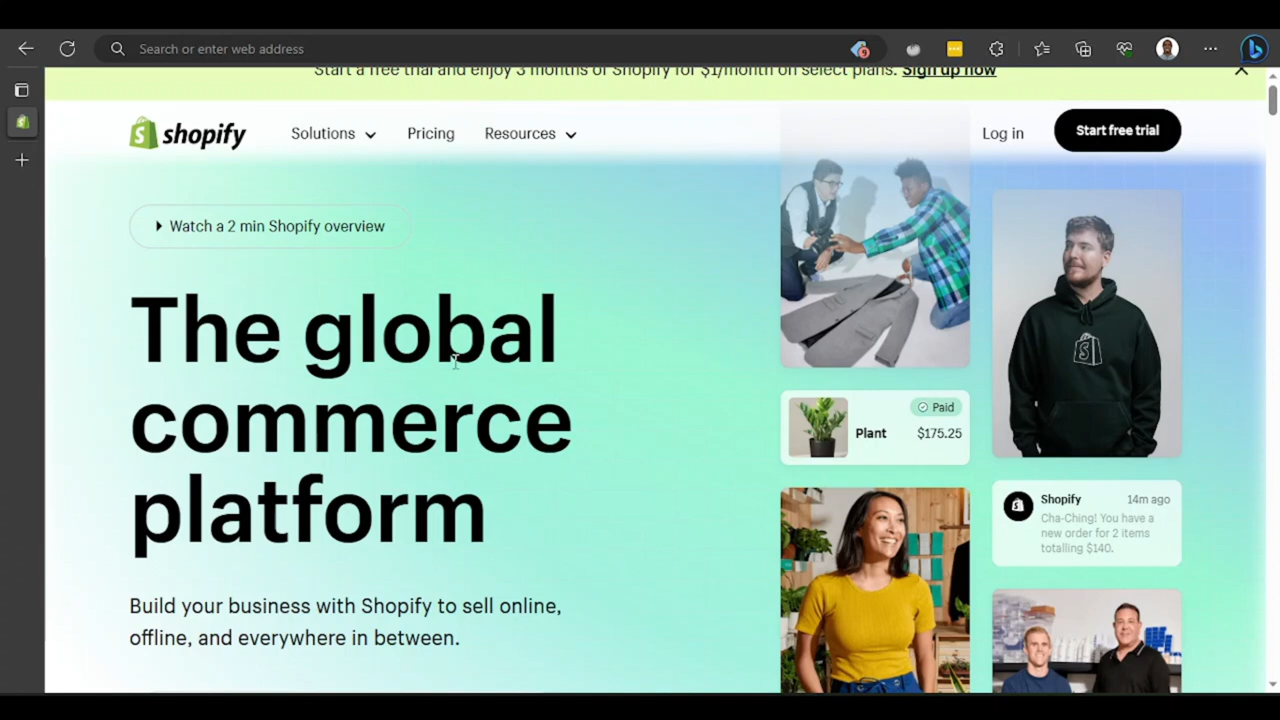 Search or enter web address
9
Start a free trial and enjoy 3 months of Shopify for $1/month on select plans. Sign up now
shopify
Solutions
Pricing
Resources
Log in
Start free trial
Watch a 2 min Shopify overview
The global
commerce
platform
Build your business with Shopify to sell online,
offline, and everywhere in between.
Paid
Plant
$175.25
Shopify
14m ago
Cha-Ching! You have a
new order for 2 items
totalling $140.